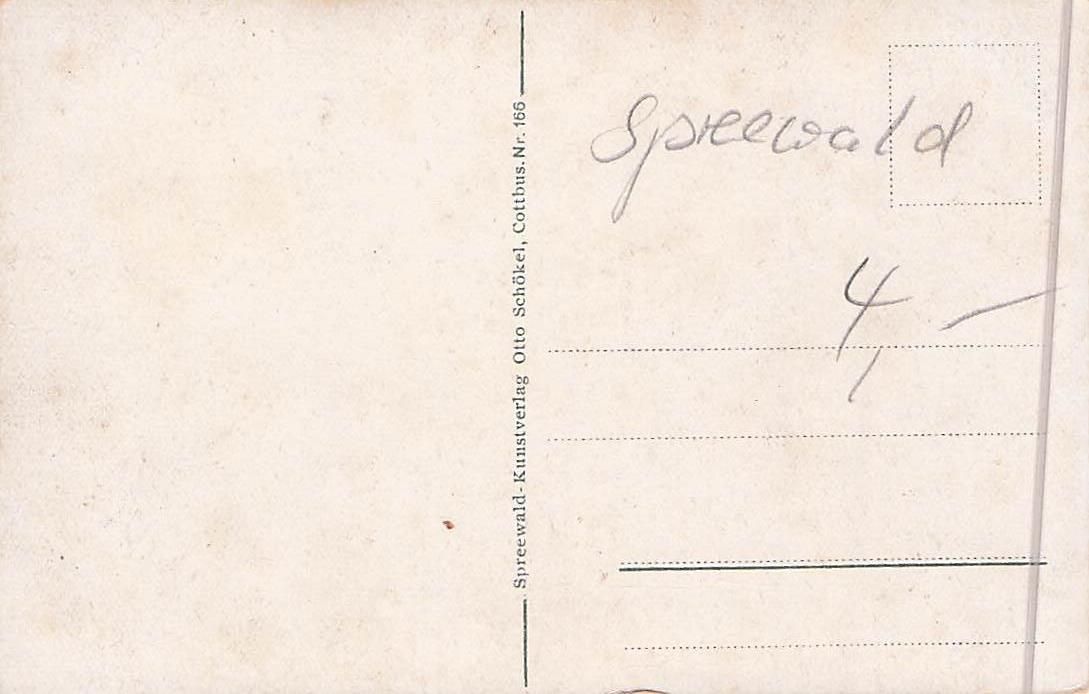 Spreewald-Kunstverlag Otto Schökel, Cottbus. Nr. 166
Spreewald
4,-